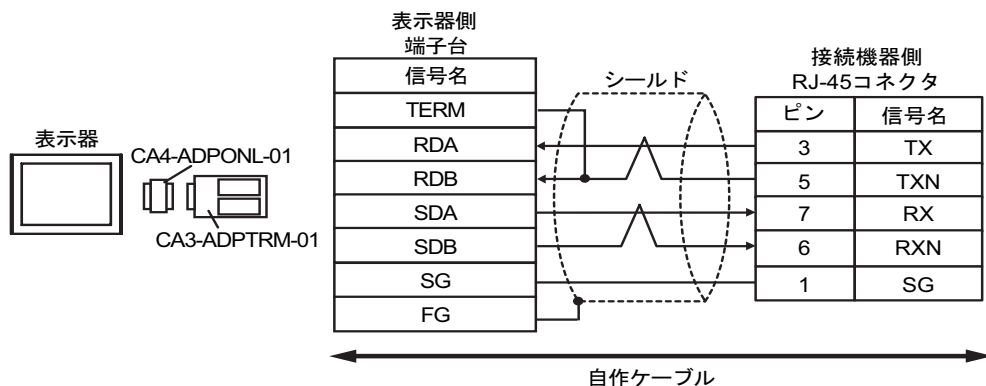 表示器側
端子台
信号名
TERM
RDA
RDB
SDA
SDB
SG
FG
シールド
接続機器側
RJ-45コネクタ
ピン 信号名
3 TX
5 TXN
7 RX
6 RXN
1 SG
表示器
CA4-ADPONL-01
CA3-ADPTRM-01
自作ケーブル